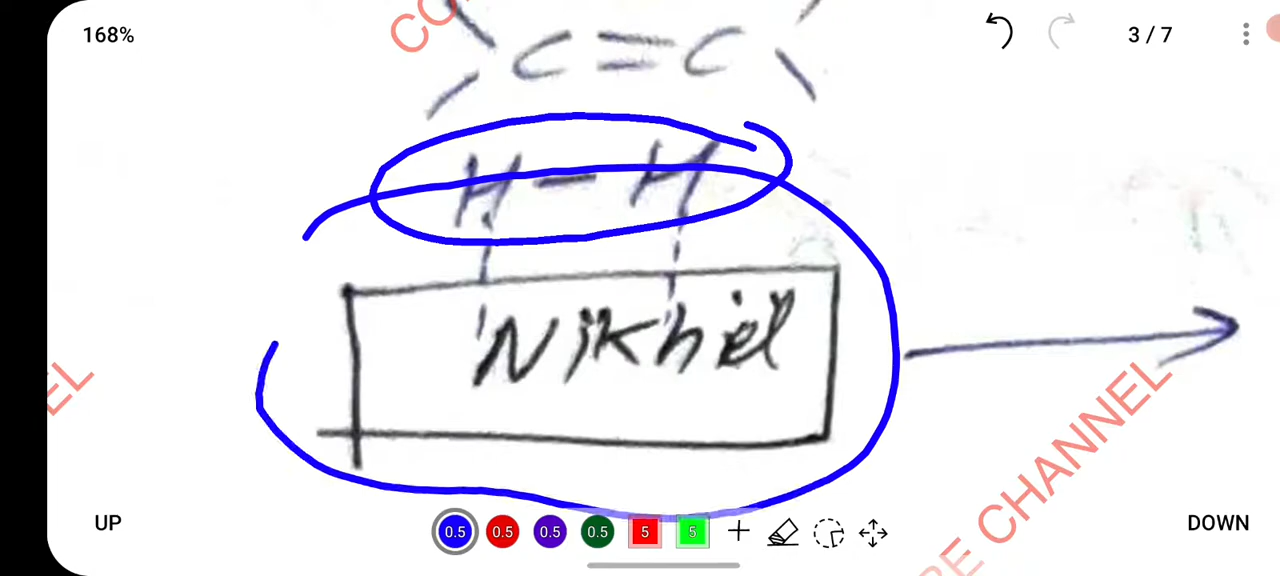 168%
3 / 7
C = C
H - H
Nikhil
CHANNEL
UP
0.5 0.5 0.5 0.5 5 5 +
DOWN